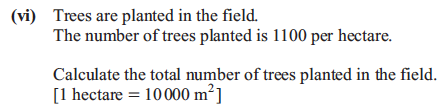 (vi) Trees are planted in the field.
The number of trees planted is 1100 per hectare.
Calculate the total number of trees planted in the field.
[1 hectare = 10 000 m²]